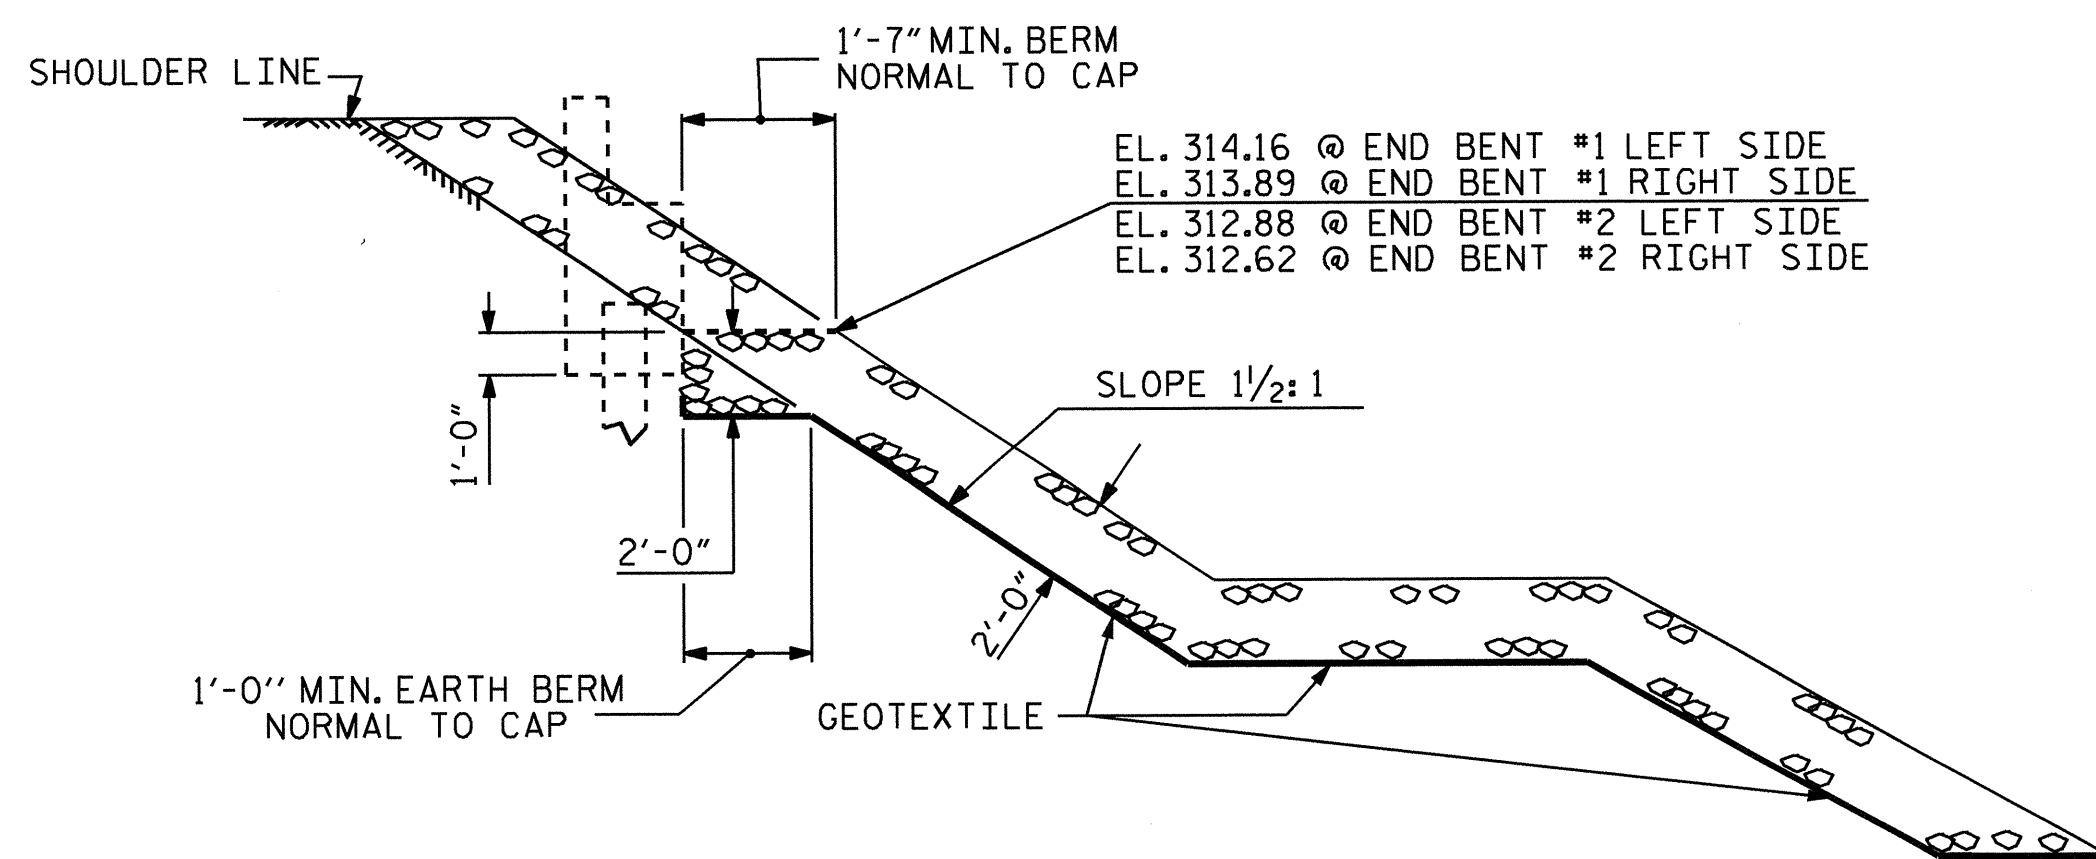 1'-7" MIN. BERM
NORMAL TO CAP
SHOULDER LINE
EL. 314.16 @ END BENT #1 LEFT SIDE
EL. 313.89 @ END BENT #1 RIGHT SIDE
EL. 312.88 @ END BENT #2 LEFT SIDE
EL. 312.62 @ END BENT #2 RIGHT SIDE
SLOPE 1 1/2: 1
1'-0"
2'-0"
2'-0"
1'-0'' MIN. EARTH BERM
NORMAL TO CAP
GEOTEXTILE